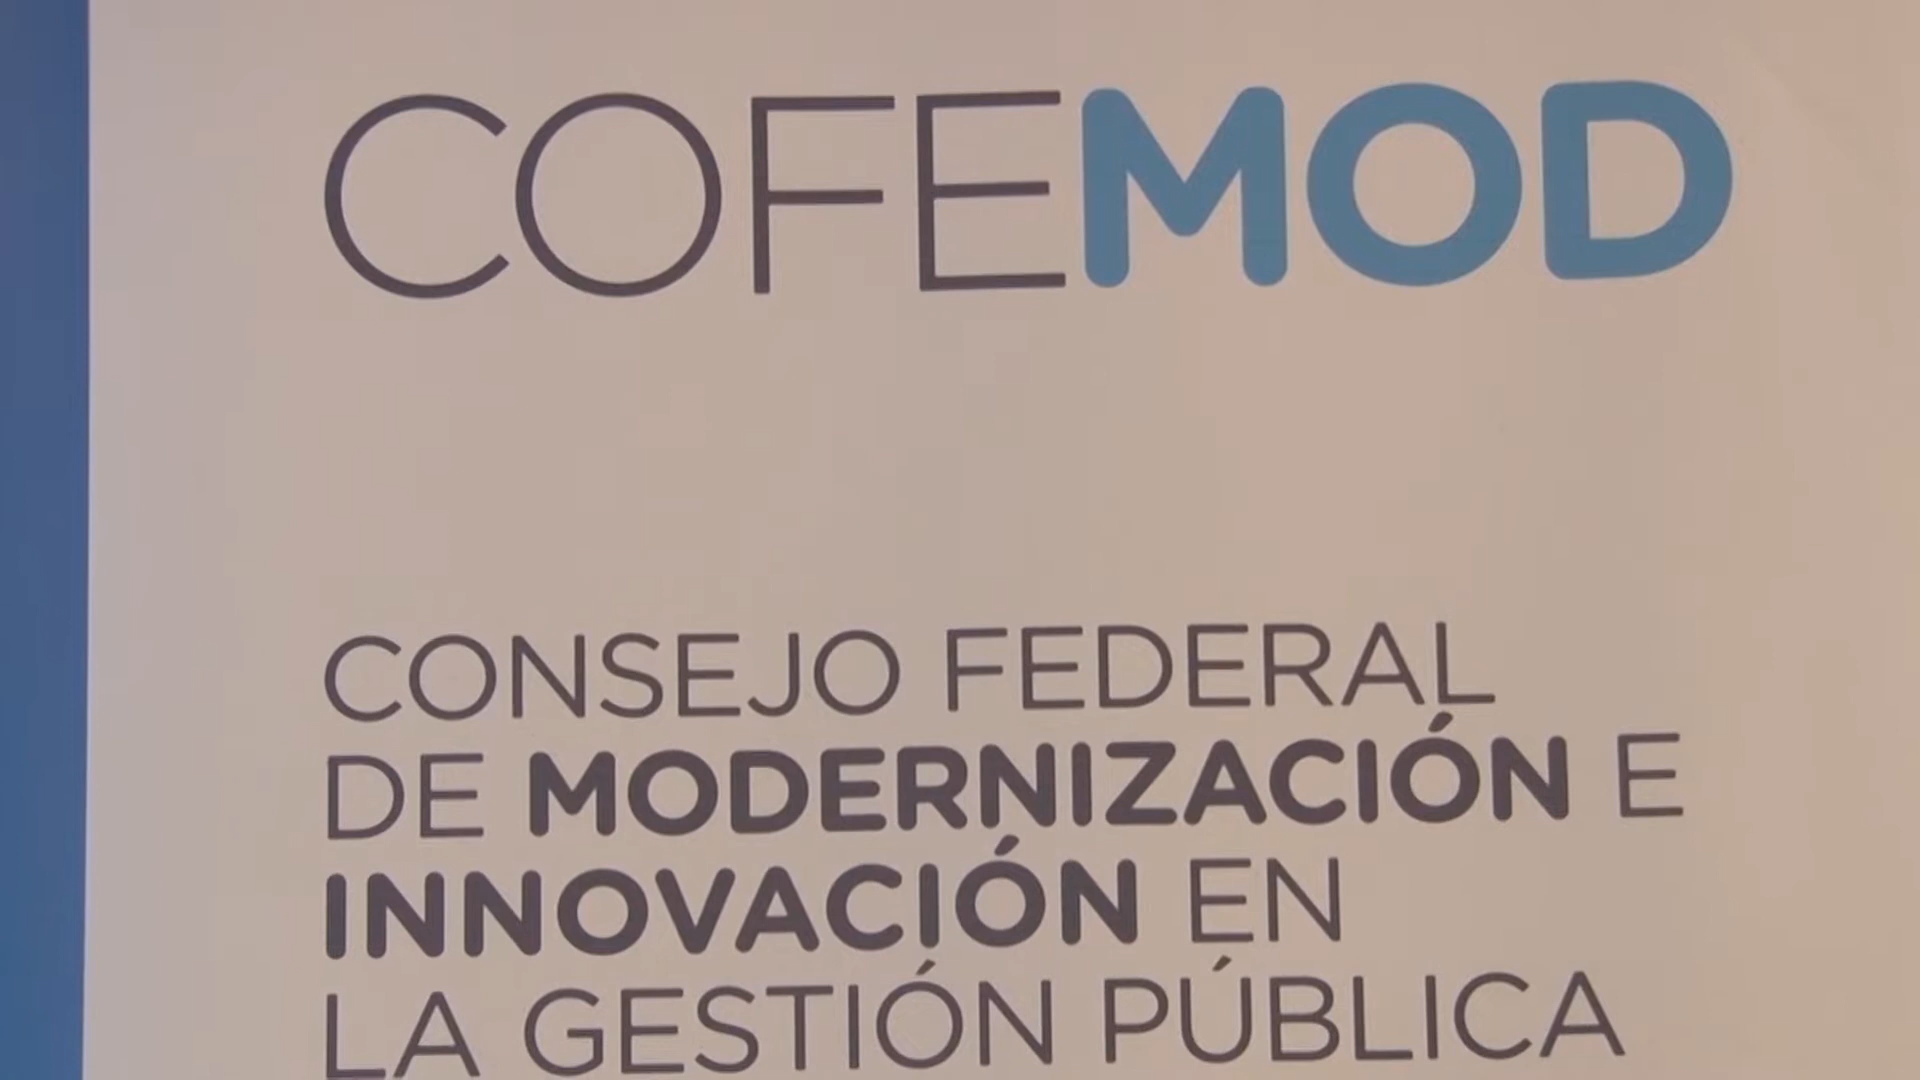 COFEMOD
CONSEJO FEDERAL
DE MODERNIZACIÓN E
INNOVACIÓN EN
LA GESTIÓN PÚBLICA